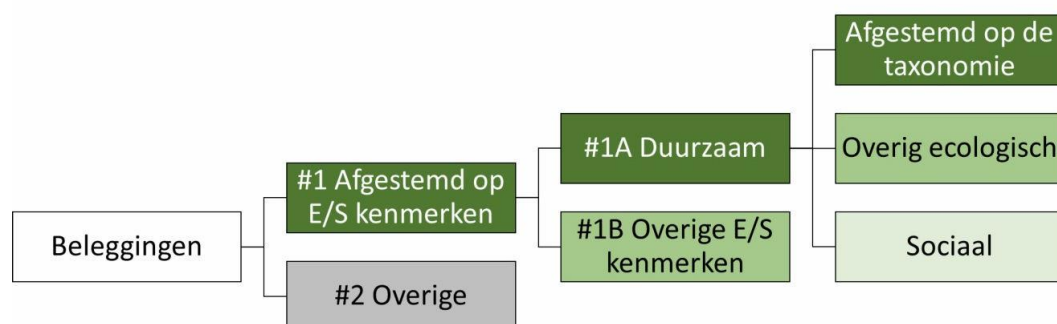 Beleggingen
#1 Afgestemd op
E/S kenmerken
#2 Overige
#1A Duurzaam
#1B Overige E/S
kenmerken
Afgestemd op de
taxonomie
Overig ecologisch
Sociaal